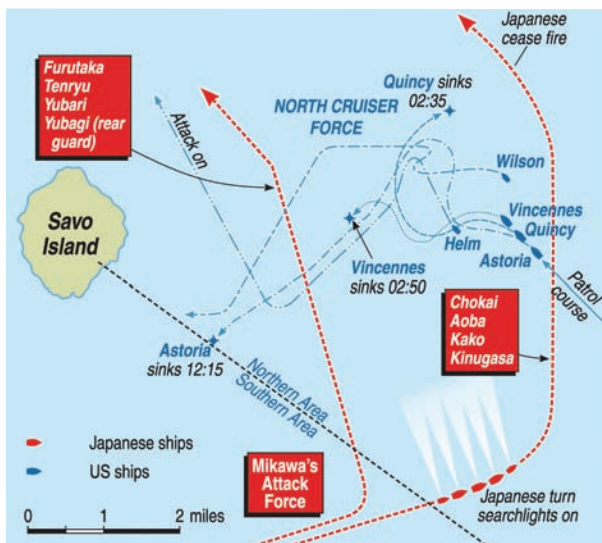 Furutaka
Tenryu
Yubari
Yubagi (rear
guard)
Japanese
cease fire
Quincy sinks
02:35
NORTH CRUISER
FORCE
Attack on
Wilson
Savo
Island
Vincennes
Quincy
Helm
Astoria
Vincennes
sinks 02:50
Patrol
course
Chokai
Aoba
Kako
Kinugasa
Astoria
sinks 12:15
Northern Area
Southern Area
Japanese ships
US ships
Mikawa's
Attack
Force
Japanese turn
searchlights on
0 1 2 miles